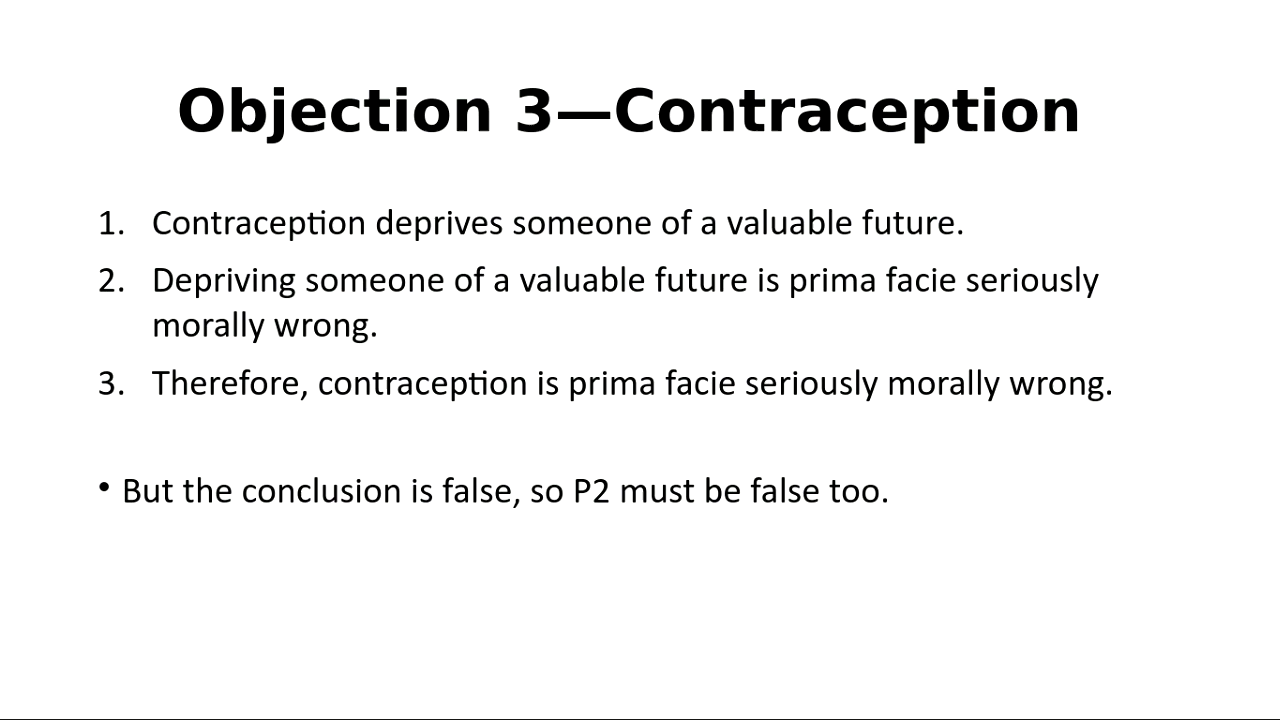 Objection 3—Contraception
1. Contraception deprives someone of a valuable future.
2. Depriving someone of a valuable future is prima facie seriously
morally wrong.
3. Therefore, contraception is prima facie seriously morally wrong.
• But the conclusion is false, so P2 must be false too.